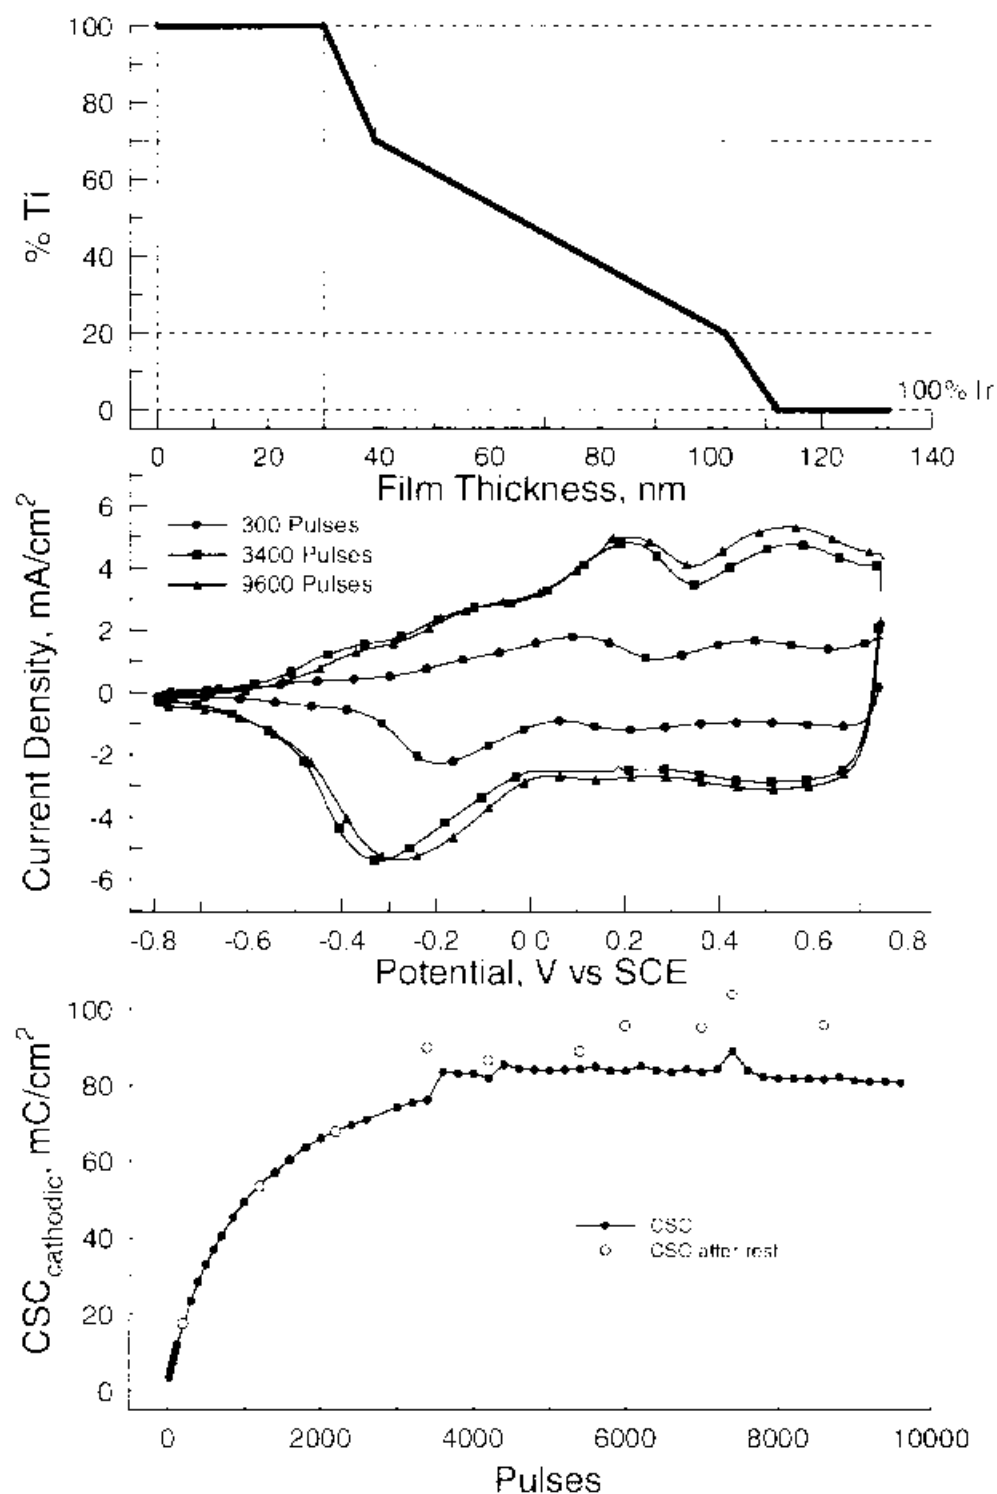 100
80
60
40
20
0
% Ti
100% Ir
0 20 40 60 80 100 120 140
Film Thickness, nm
6
4
2
0
-2
-4
-6
Current Density, mA/cm²
300 Pulses
3400 Pulses
9600 Pulses
-0.8 -0.6 -0.4 -0.2 0.0 0.2 0.4 0.6 0.8
Potential, V vs SCE
100
80
60
40
20
0
CSCcathodic, mC/cm²
CSC
CSC after rest
0 2000 4000 6000 8000 10000
Pulses